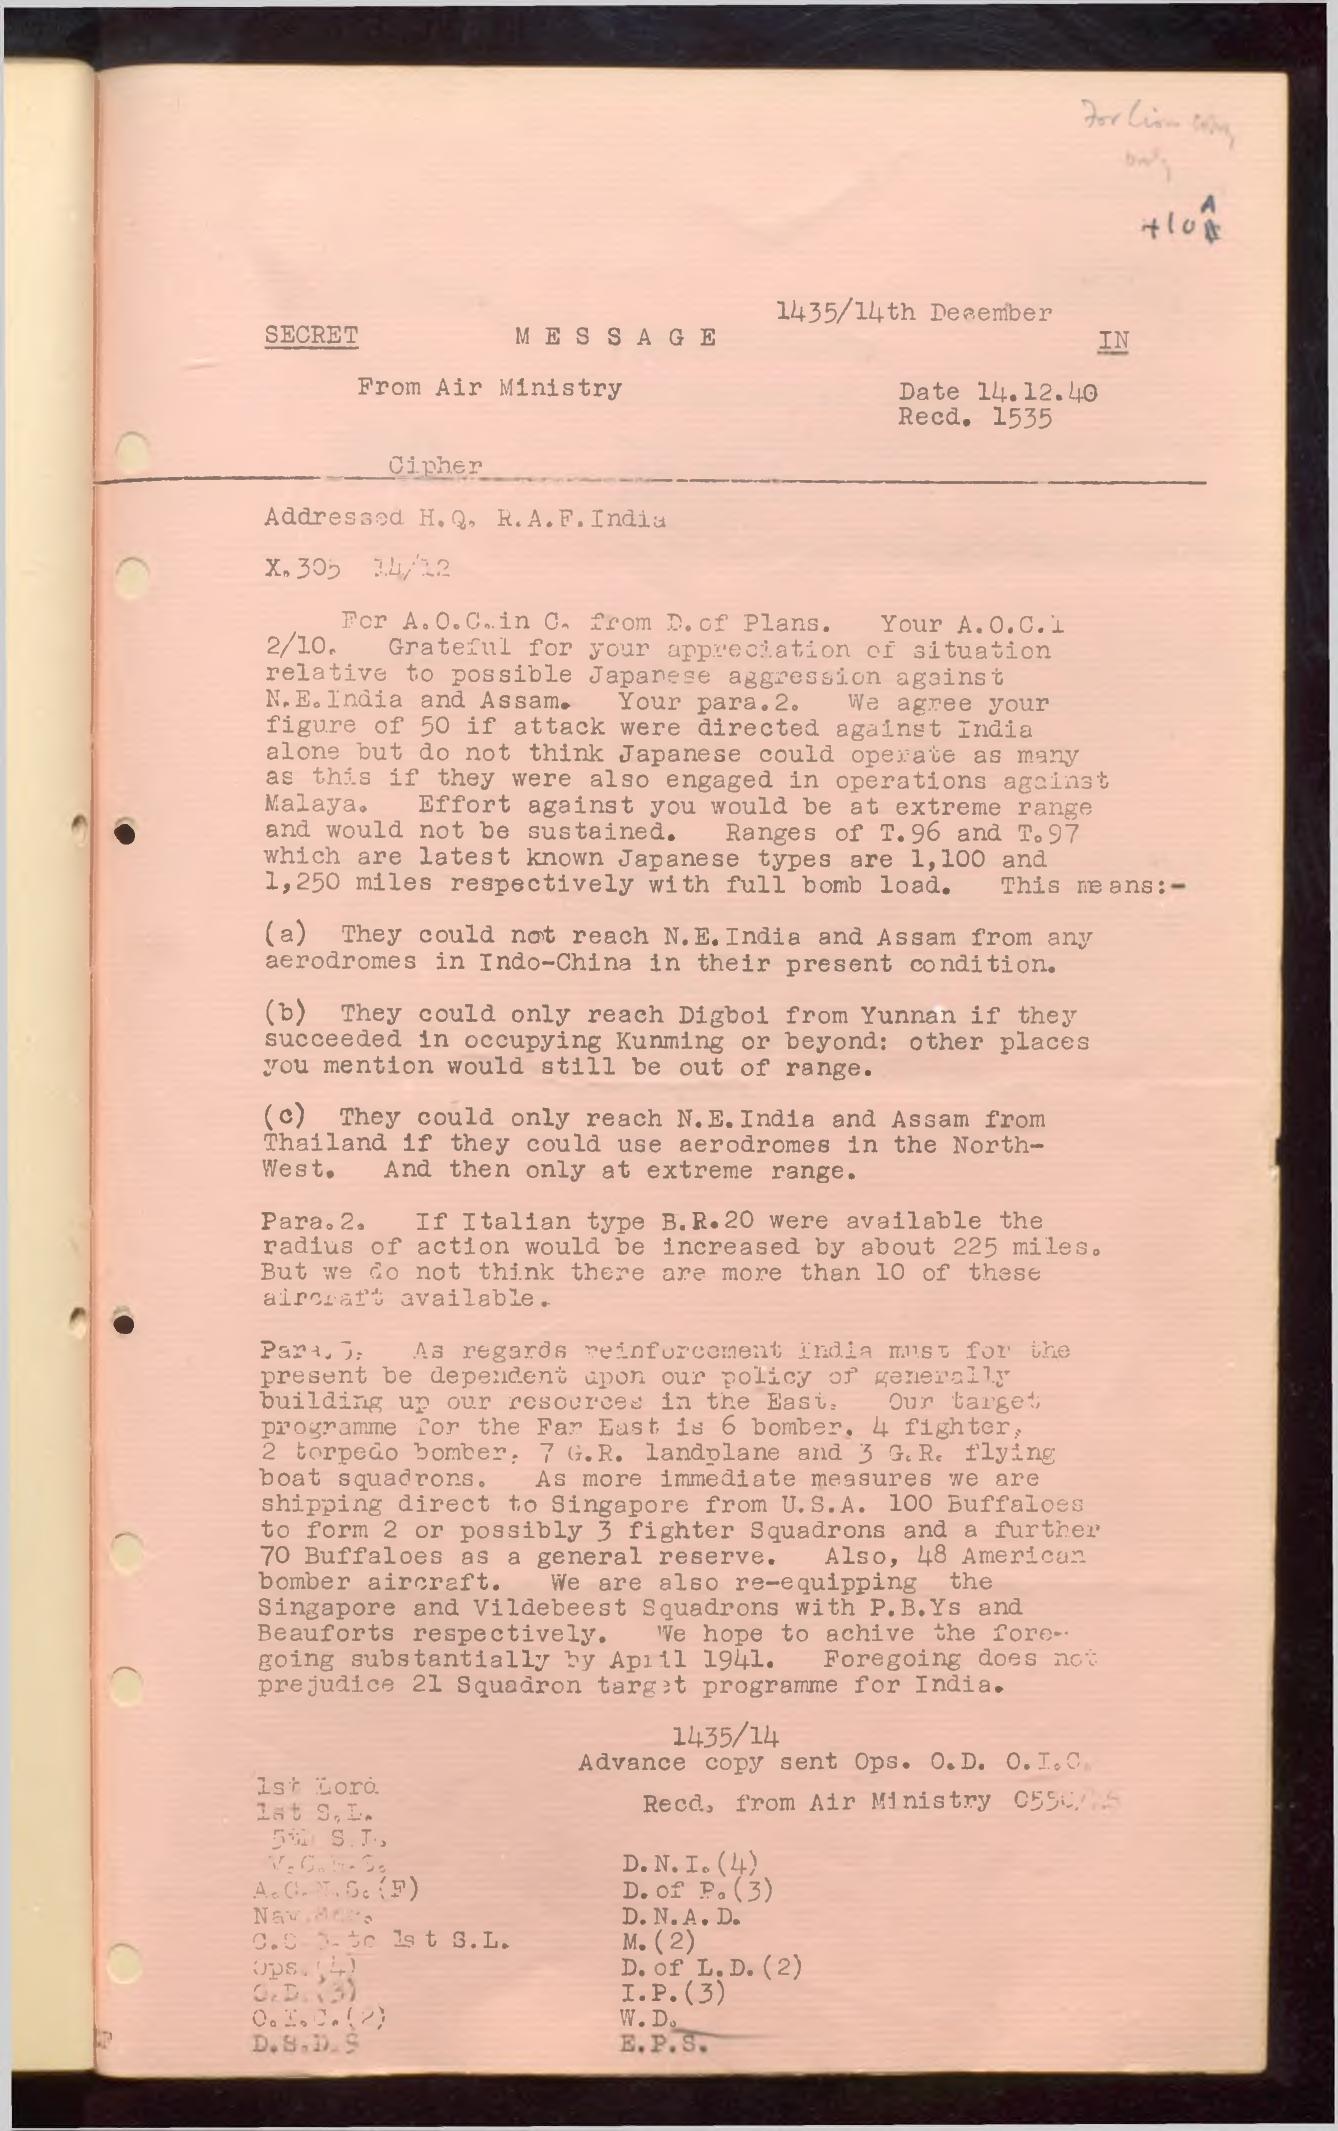 For
410A
1435/14th December
SECRET M E S S A G E IN
From Air Ministry Date 14.12.40
Recd. 1535
Cipher
Addressed H.Q. R.A.F.India
X.305 14/12
For A.O.C.in C. from D.of Plans. Your A.O.C.1
2/10. Grateful for your appreciation of situation
relative to possible Japanese aggression against
N.E.India and Assam. Your para.2. We agree your
figure of 50 if attack were directed against India
alone but do not think Japanese could operate as many
as this if they were also engaged in operations against
Malaya. Effort against you would be at extreme range
and would not be sustained. Ranges of T.96 and T.97
which are latest known Japanese types are 1,100 and
1,250 miles respectively with full bomb load. This means:-
(a) They could not reach N.E.India and Assam from any
aerodromes in Indo-China in their present condition.
(b) They could only reach Digboi from Yunnan if they
succeeded in occupying Kunming or beyond: other places
you mention would still be out of range.
(c) They could only reach N.E.India and Assam from
Thailand if they could use aerodromes in the North-
West. And then only at extreme range.
Para.2. If Italian type B.R.20 were available the
radius of action would be increased by about 225 miles.
But we do not think there are more than 10 of these
aircraft available.
Para.3. As regards reinforcement India must for the
present be dependent upon our policy of generally
building up our resources in the East. Our target
programme for the Far East is 6 bomber, 4 fighter,
2 torpedo bomber, 7 G.R. landplane and 3 G.R. flying
boat squadrons. As more immediate measures we are
shipping direct to Singapore from U.S.A. 100 Buffaloes
to form 2 or possibly 3 fighter Squadrons and a further
70 Buffaloes as a general reserve. Also, 48 American
bomber aircraft. We are also re-equipping the
Singapore and Vildebeest Squadrons with P.B.Ys and
Beauforts respectively. We hope to achive the fore-
going substantially by April 1941. Foregoing does not
prejudice 21 Squadron target programme for India.
1435/14
Advance copy sent Ops. O.D. O.I.C.
Recd. from Air Ministry
1st Lord
1st S.L.
5th S.L.
V.C.N.S. D.N.I.(4)
A.C.N.S.(F) D.of P.(3)
Nav.Sec. D.N.A.D.
to 1st S.L. M.(2)
Ops.(4) D.of L.D.(2)
O.D.(3) I.P.(3)
O.I.C.(2) W.D.
D.S.D.S E.P.S.